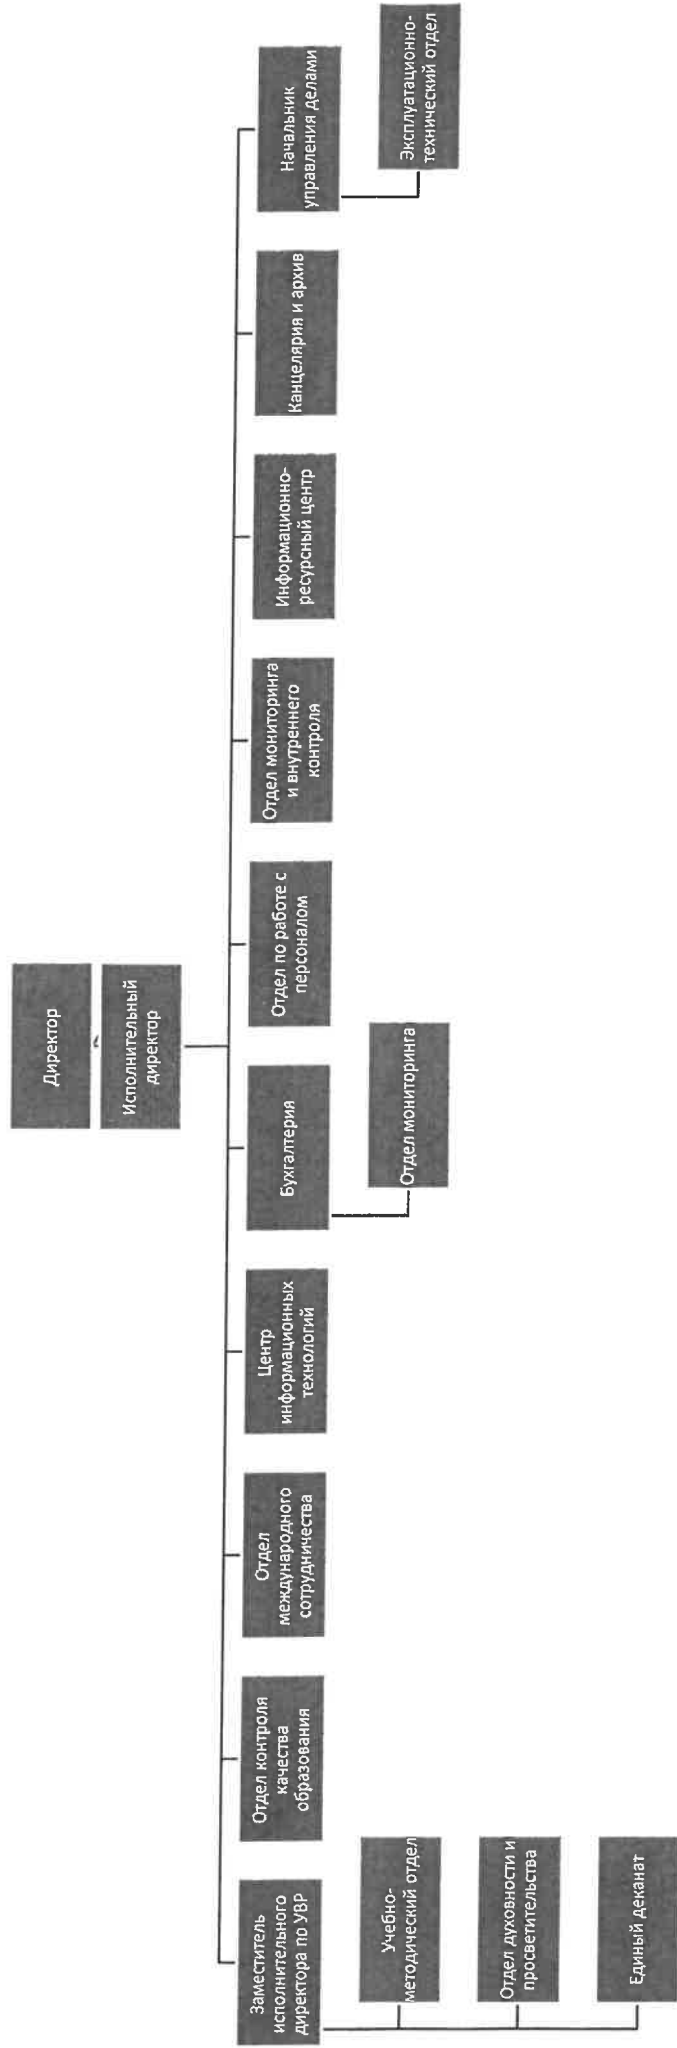 Директор
Исполнительный
директор
Заместитель
исполнительного
директора по УВР
Отдел контроля
качества
образования
Отдел
международного
сотрудничества
Центр
информационных
технологий
Бухгалтерия
Отдел по работе с
персоналом
Отдел мониторинга
и внутреннего
контроля
Информационно-
ресурсный центр
Канцелярия и архив
Начальник
управления делами
Учебно-
методический отдел
Отдел духовности и
просветительства
Единый деканат
Отдел мониторинга
Эксплуатационно-
технический отдел